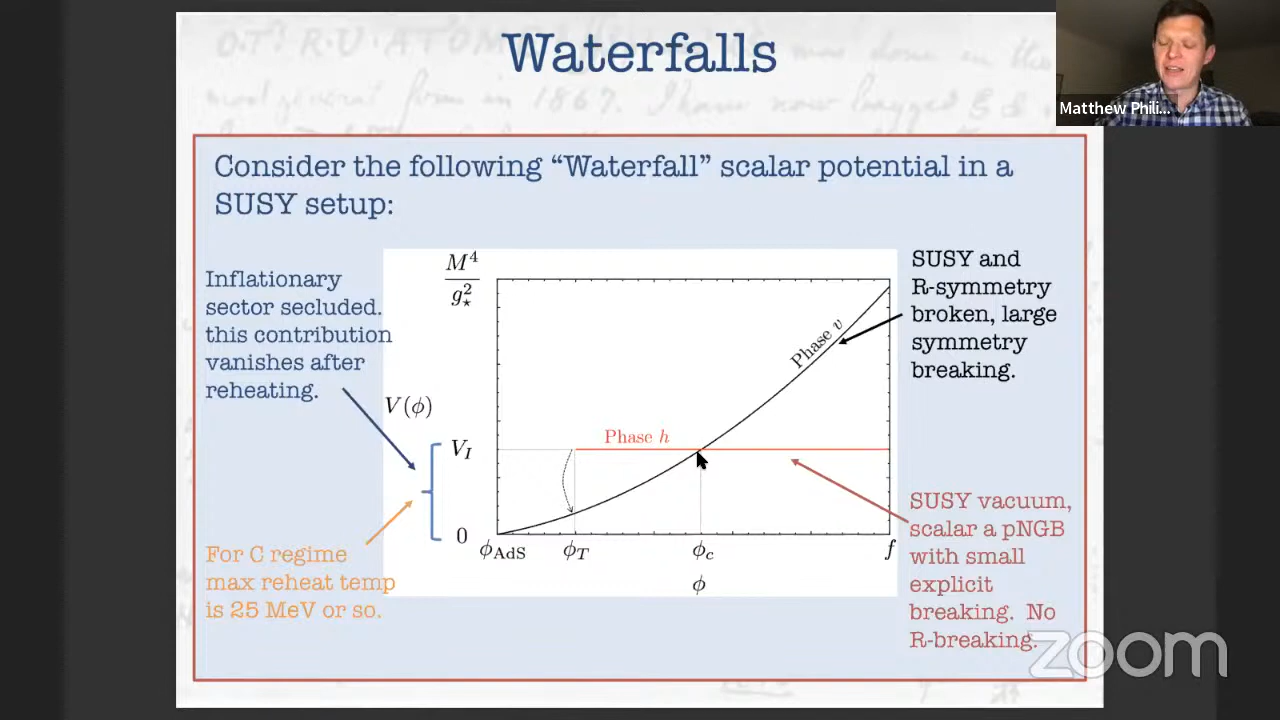 Waterfalls
Matthew Phili...
Consider the following “Waterfall” scalar potential in a
SUSY setup:
Inflationary
sector secluded.
this contribution
vanishes after
reheating.
M⁴
g⋆²
V(ϕ)
V_I
0
Phase v
Phase h
ϕ_AdS
ϕ_T
ϕ_c
f
ϕ
SUSY and
R-symmetry
broken, large
symmetry
breaking.
For C regime
max reheat temp
is 25 MeV or so.
SUSY vacuum,
scalar a pNGB
with small
explicit
breaking. No
R-breaking.
zoom